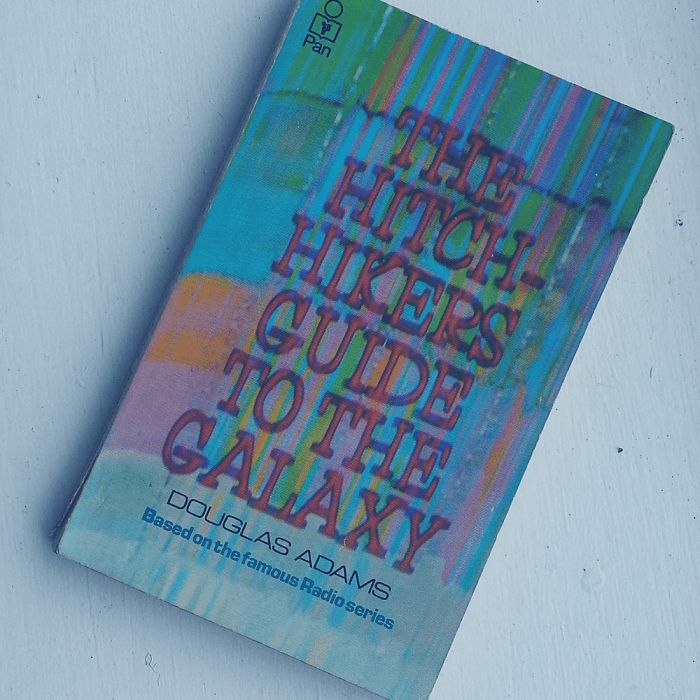 Pan
THE
HITCH-
HIKERS
GUIDE
TO THE
GALAXY
DOUGLAS ADAMS
Based on the famous Radio series